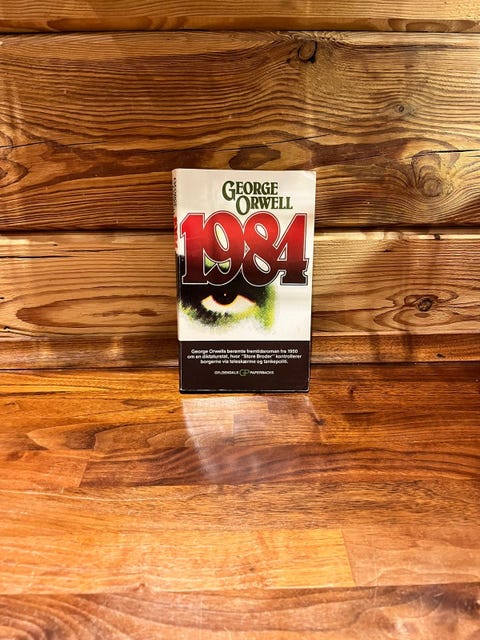 GEORGE
ORWELL
1984
George Orwells berømte fremtidsroman fra 1950
om en diktaturstat, hvor "Store Broder" kontrollerer
borgerne via teleskærme og tankepoliti.
GYLDENDALS GP PAPERBACKS